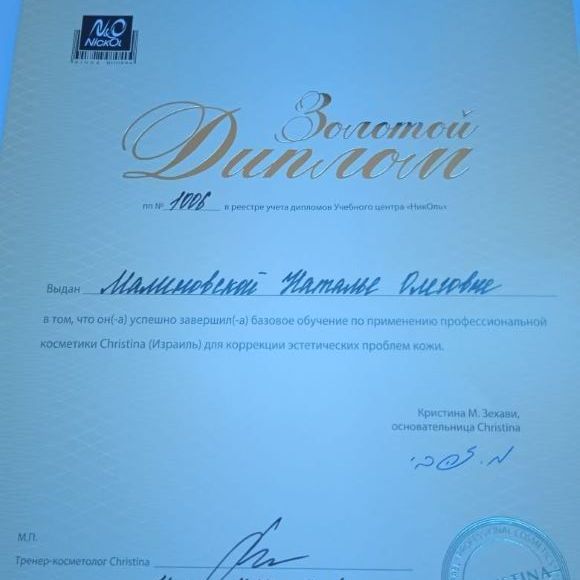 NICKOL
Золотой
Диплом
пп № 1006 в реестре учета дипломов Учебного центра «НикОль»
Выдан Малиновской Наталье Олеговне
в том, что он(-а) успешно завершил(-а) базовое обучение по применению профессиональной
косметики Christina (Израиль) для коррекции эстетических проблем кожи.
Кристина М. Зехави,
основательница Christina
М.П.
Тренер-косметолог Christina